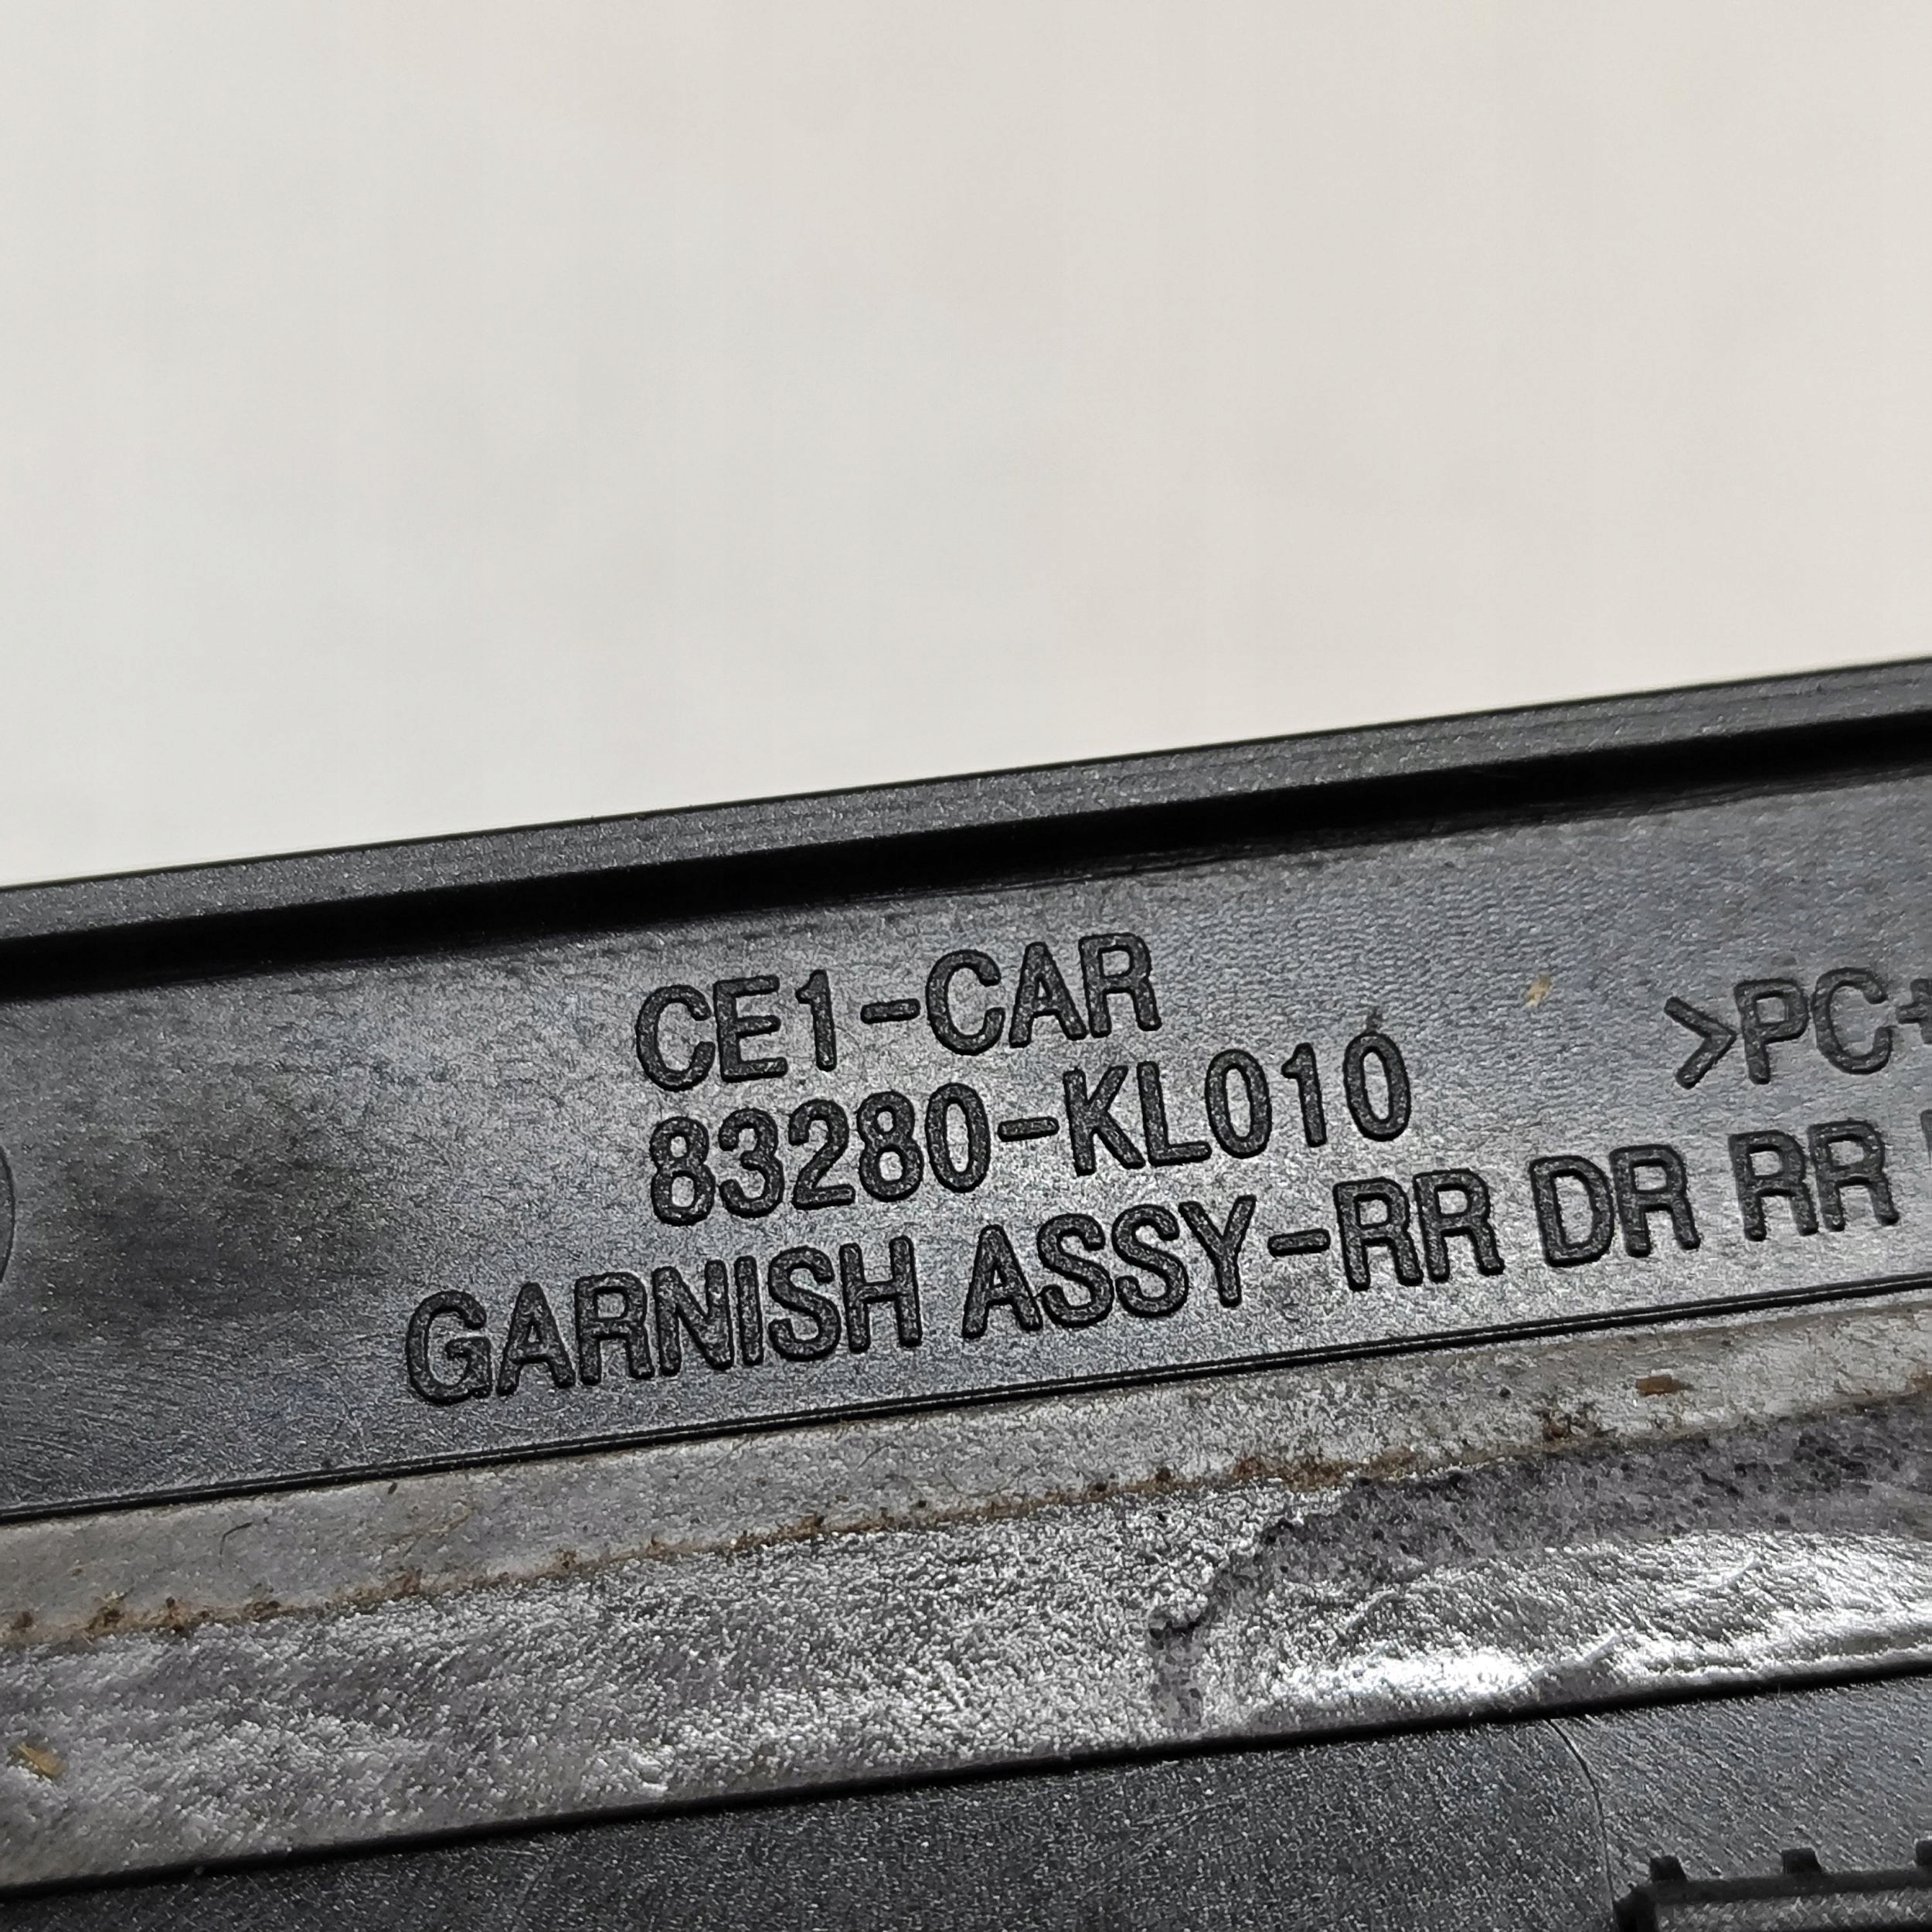 CE1-CAR
83280-KL010
>PC+
GARNISH ASSY-RR DR RR